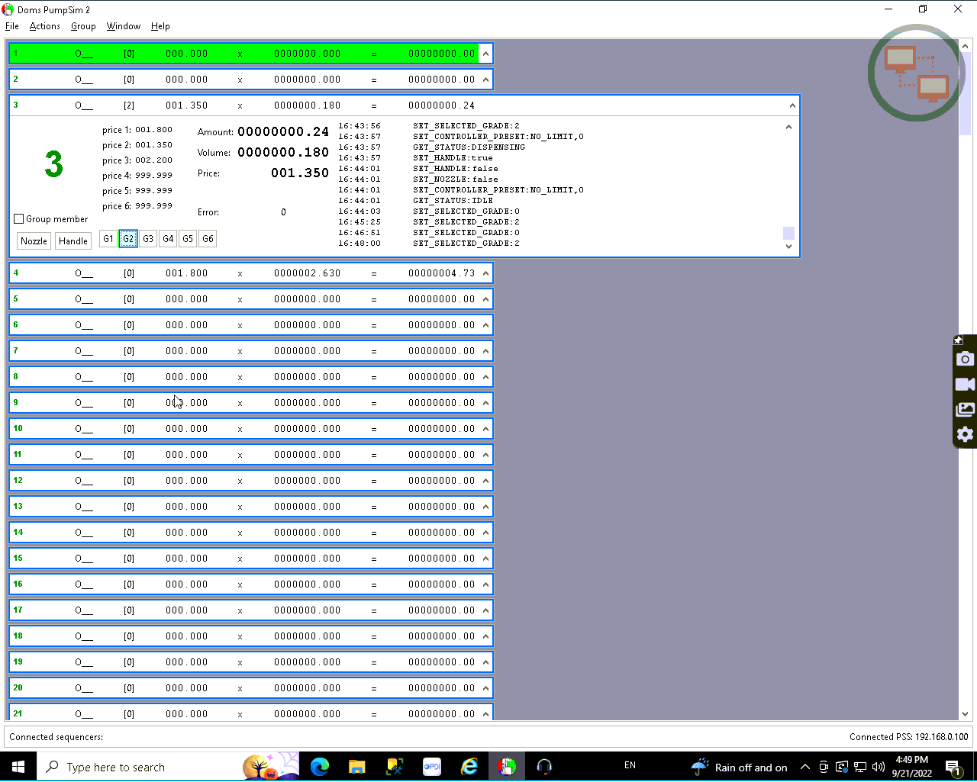 Doms PumpSim 2
File Actions Group Window Help
1 O__ [0] 000.000 x 0000000.000 = 00000000.00
2 O__ [0] 000.000 x 0000000.000 = 00000000.00
3 O__ [2] 001.350 x 0000000.180 = 00000000.24
3
price 1: 001.800
price 2: 001.350
price 3: 002.200
price 4: 999.999
price 5: 999.999
price 6: 999.999
Amount: 00000000.24
Volume: 0000000.180
Price: 001.350
Error: 0
Group member
Nozzle Handle G1 G2 G3 G4 G5 G6
16:43:56 SET_SELECTED_GRADE:2
16:43:57 SET_CONTROLLER_PRESET:NO_LIMIT,0
16:43:57 GET_STATUS:DISPENSING
16:43:57 SET_HANDLE:true
16:44:01 SET_HANDLE:false
16:44:01 SET_NOZZLE:false
16:44:01 SET_CONTROLLER_PRESET:NO_LIMIT,0
16:44:01 GET_STATUS:IDLE
16:44:03 SET_SELECTED_GRADE:0
16:45:25 SET_SELECTED_GRADE:2
16:46:51 SET_SELECTED_GRADE:0
16:48:00 SET_SELECTED_GRADE:2
4 O__ [0] 001.800 x 0000002.630 = 00000004.73
5 O__ [0] 000.000 x 0000000.000 = 00000000.00
6 O__ [0] 000.000 x 0000000.000 = 00000000.00
7 O__ [0] 000.000 x 0000000.000 = 00000000.00
8 O__ [0] 000.000 x 0000000.000 = 00000000.00
9 O__ [0] 000.000 x 0000000.000 = 00000000.00
10 O__ [0] 000.000 x 0000000.000 = 00000000.00
11 O__ [0] 000.000 x 0000000.000 = 00000000.00
12 O__ [0] 000.000 x 0000000.000 = 00000000.00
13 O__ [0] 000.000 x 0000000.000 = 00000000.00
14 O__ [0] 000.000 x 0000000.000 = 00000000.00
15 O__ [0] 000.000 x 0000000.000 = 00000000.00
16 O__ [0] 000.000 x 0000000.000 = 00000000.00
17 O__ [0] 000.000 x 0000000.000 = 00000000.00
18 O__ [0] 000.000 x 0000000.000 = 00000000.00
19 O__ [0] 000.000 x 0000000.000 = 00000000.00
20 O__ [0] 000.000 x 0000000.000 = 00000000.00
21 O__ [0] 000.000 x 0000000.000 = 00000000.00
Connected sequencers: Connected PSS: 192.168.0.100
Type here to search EN Rain off and on 4:49 PM
9/21/2022